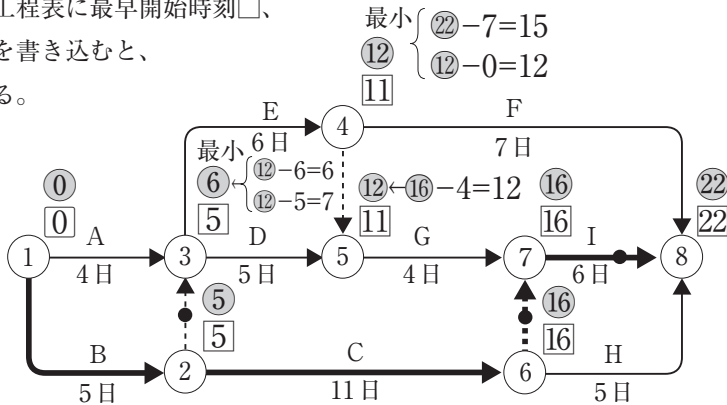 工程表に最早開始時刻□、
を書き込むと、
る。
最小
㉒−7=15
⑫−0=12
⑫
11
E
6日
4
F
7日
最小
⑫−6=6
⑫−5=7
⑥
5
⑫←⑯−4=12
11
⑯
16
㉒
22
⓪
0
1
A
4日
3
D
5日
5
G
4日
7
I
6日
8
⑤
5
⑯
16
B
5日
2
C
11日
6
H
5日